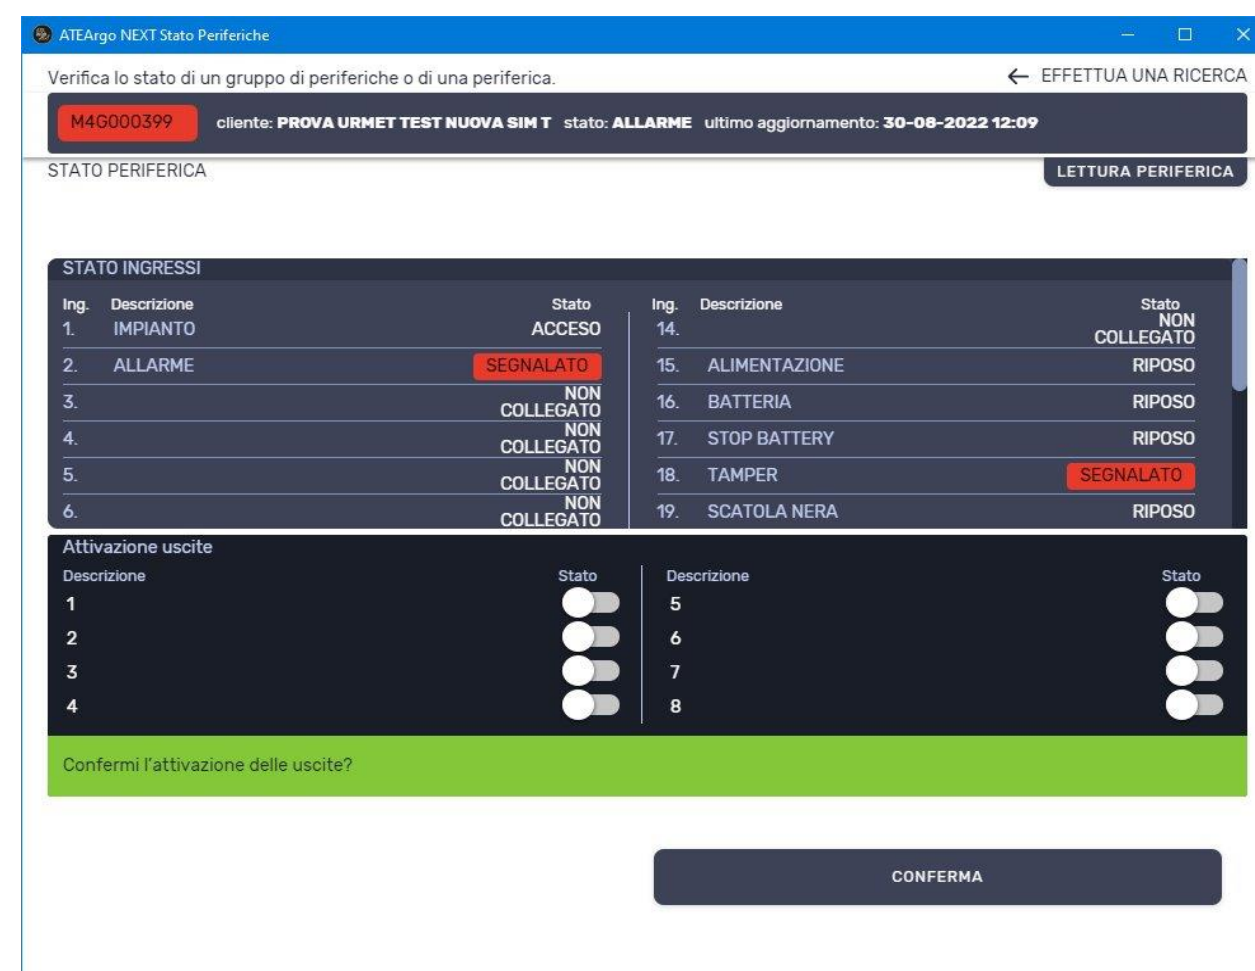 ATEArgo NEXT Stato Periferiche
Verifica lo stato di un gruppo di periferiche o di una periferica.
← EFFETTUA UNA RICERCA
M4G000399 cliente: PROVA URMET TEST NUOVA SIM T stato: ALLARME ultimo aggiornamento: 30-08-2022 12:09
STATO PERIFERICA
LETTURA PERIFERICA
STATO INGRESSI
Ing. Descrizione Stato
1. IMPIANTO ACCESO
2. ALLARME SEGNALATO
3. NON
COLLEGATO
4. NON
COLLEGATO
5. NON
COLLEGATO
6. NON
COLLEGATO
Ing. Descrizione Stato
14. NON
COLLEGATO
15. ALIMENTAZIONE RIPOSO
16. BATTERIA RIPOSO
17. STOP BATTERY RIPOSO
18. TAMPER SEGNALATO
19. SCATOLA NERA RIPOSO
Attivazione uscite
Descrizione Stato
1
2
3
4
Descrizione Stato
5
6
7
8
Confermi l'attivazione delle uscite?
CONFERMA